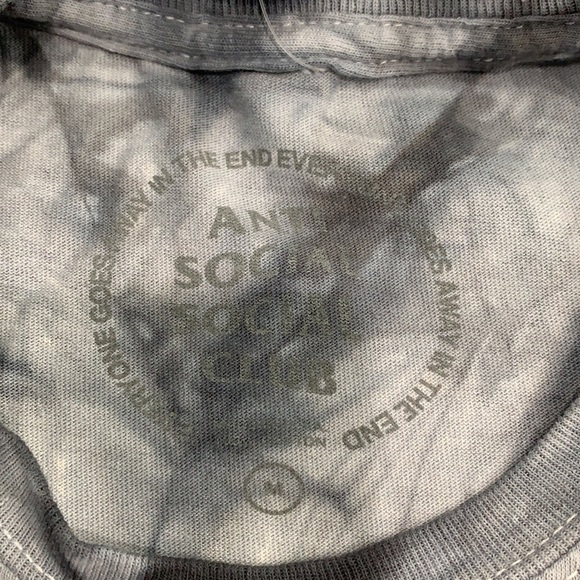 EVERYONE GOES AWAY IN THE END EVERYONE GOES AWAY IN THE END
ANTI
SOCIAL
SOCIAL
CLUB
M